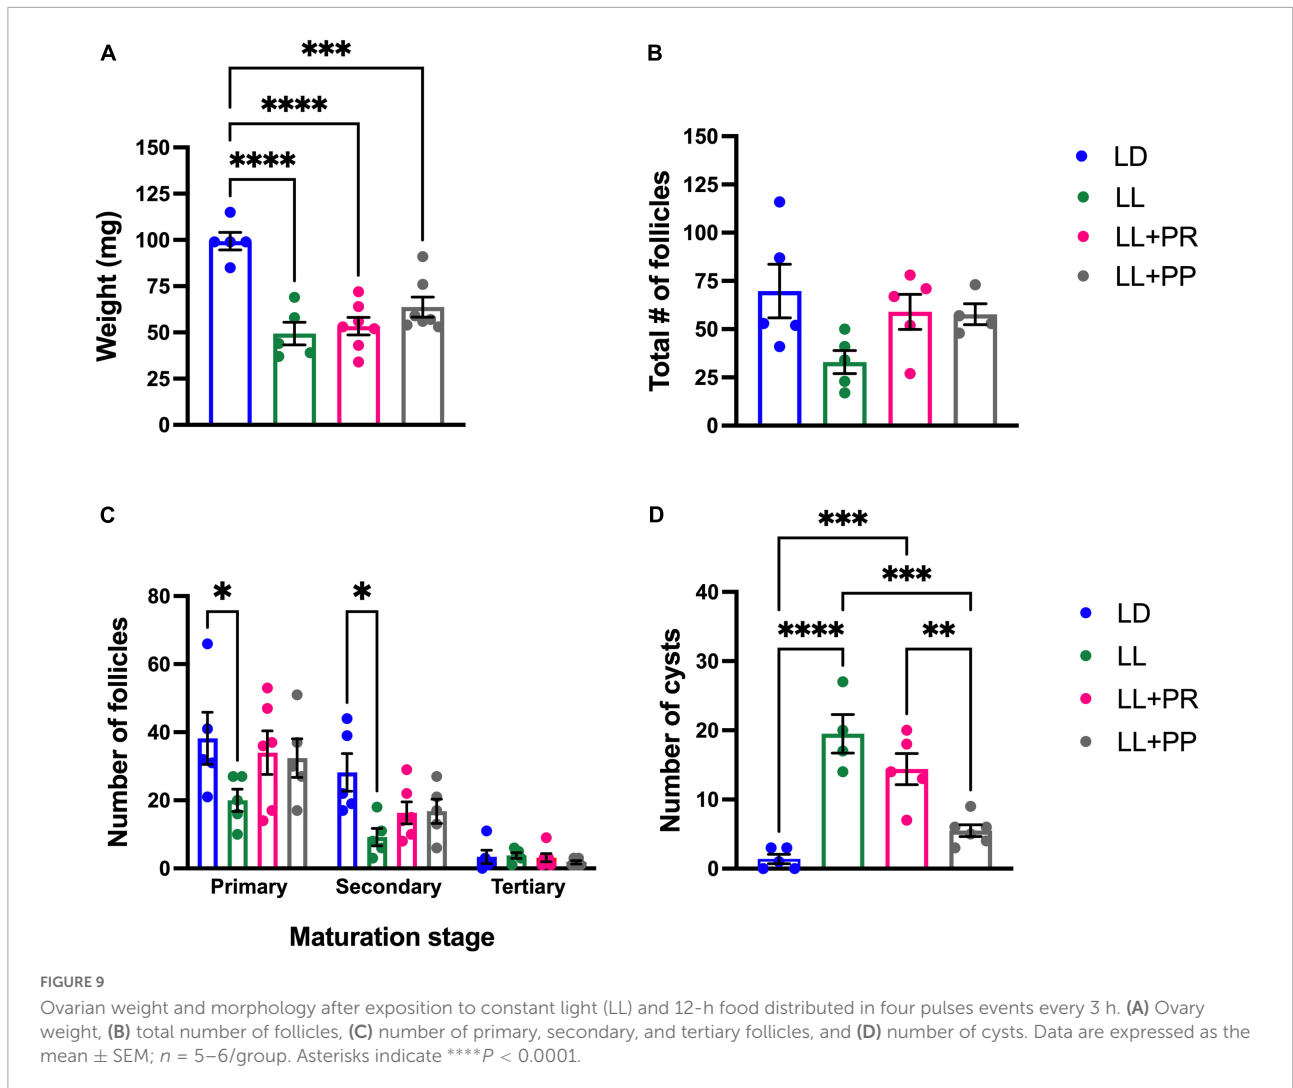 A
***
****
****
150
125
100
75
50
25
0
Weight (mg)
B
150
100
75
50
25
0
Total # of follicles
LD
LL
LL+PR
LL+PP
C
*
*
80
60
40
20
0
Number of follicles
Primary Secondary Tertiary
Maturation stage
D
***
***
**** **
40
30
20
10
0
Number of cysts
LD
LL
LL+PR
LL+PP
FIGURE 9
Ovarian weight and morphology after exposition to constant light (LL) and 12-h food distributed in four pulses events every 3 h. (A) Ovary
weight, (B) total number of follicles, (C) number of primary, secondary, and tertiary follicles, and (D) number of cysts. Data are expressed as the
mean ± SEM; n = 5–6/group. Asterisks indicate ****P < 0.0001.